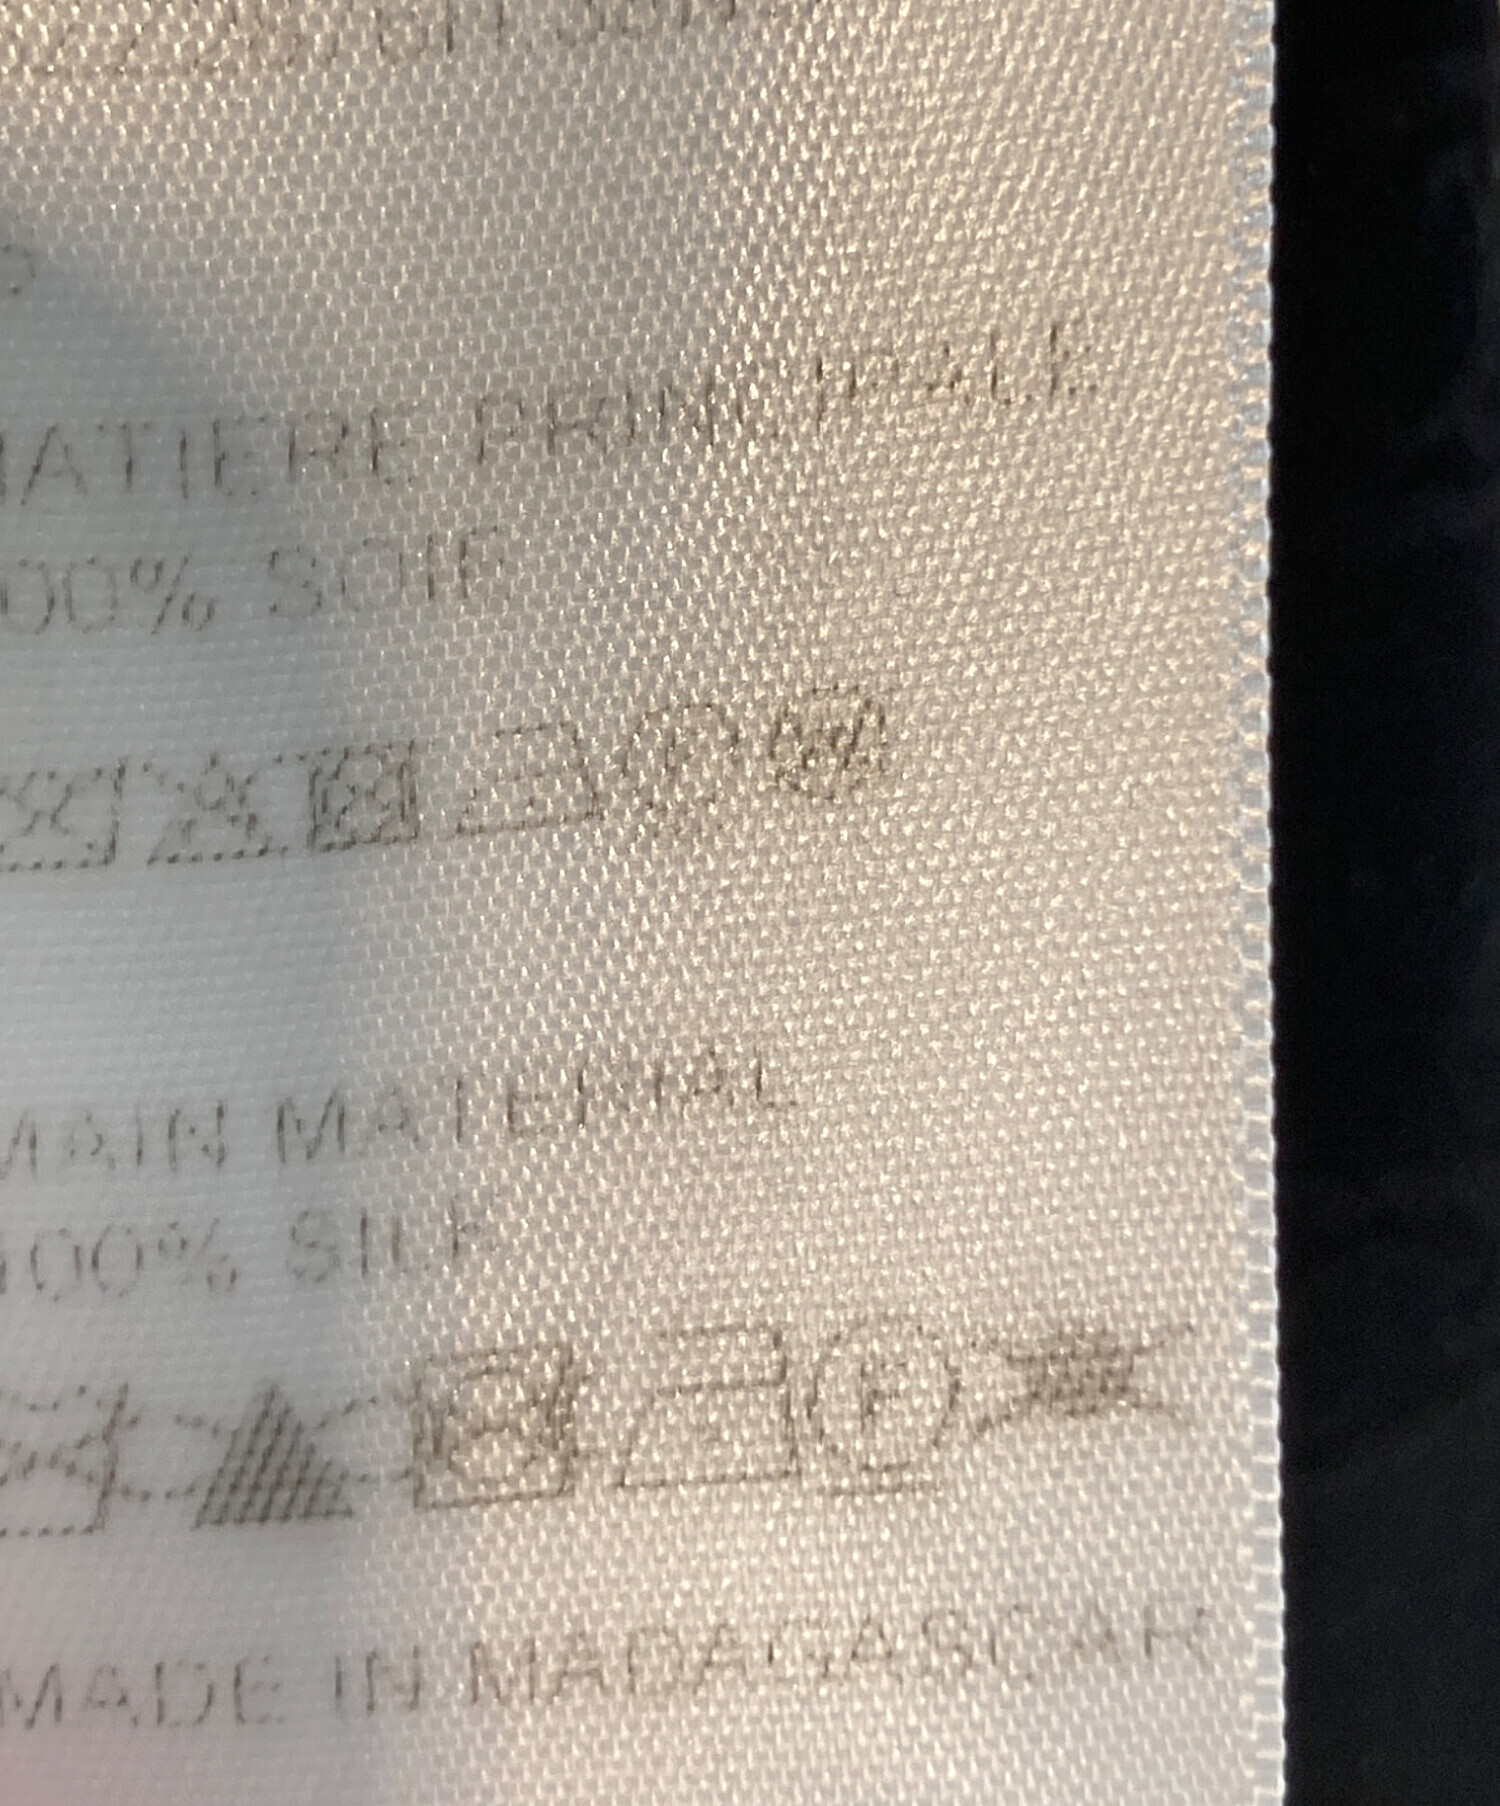 MATIERE PRINCIPALE
100% SOIE
MAIN MATERIAL
100% SILK
MADE IN MADAGASCAR